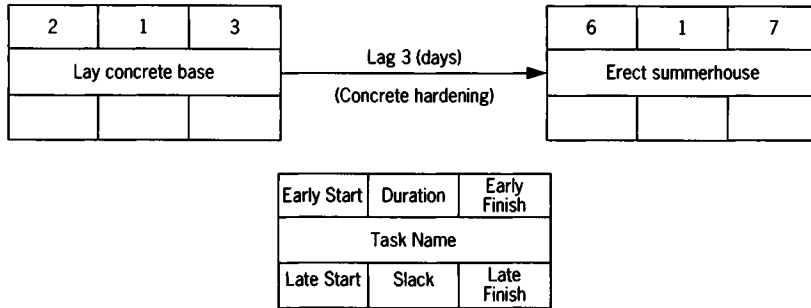 2 1 3
Lay concrete base
Lag 3 (days)
(Concrete hardening)
6 1 7
Erect summerhouse
Early Start Duration Early
Finish
Task Name
Late Start Slack Late
Finish